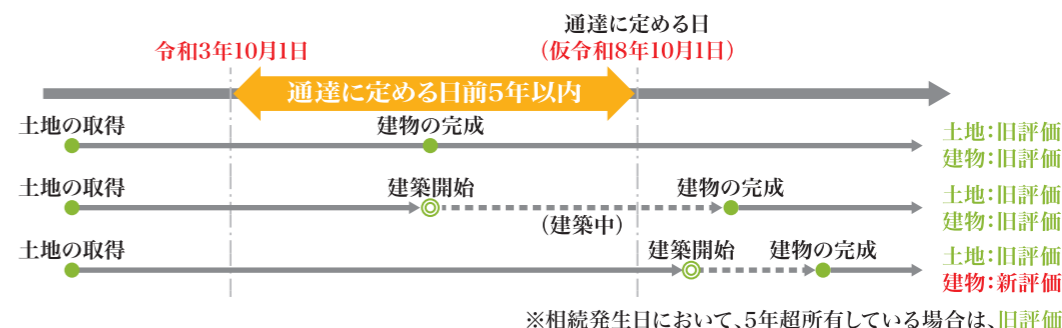 通達に定める日
令和3年10月1日
(仮令和8年10月1日)
通達に定める日前5年以内
土地の取得
建物の完成
土地:旧評価
建物:旧評価
土地の取得
建築開始
建物の完成
(建築中)
土地:旧評価
建物:旧評価
土地の取得
建築開始
建物の完成
土地:旧評価
建物:新評価
※相続発生日において、5年超所有している場合は、旧評価